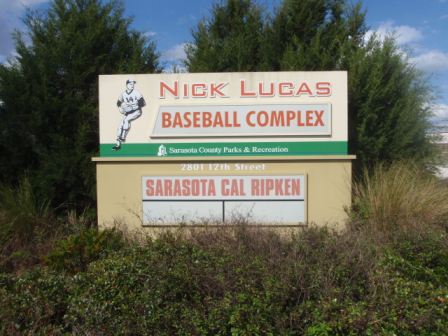 NICK LUCAS
BASEBALL COMPLEX
Sarasota County Parks & Recreation
2801 12th Street
SARASOTA CAL RIPKEN